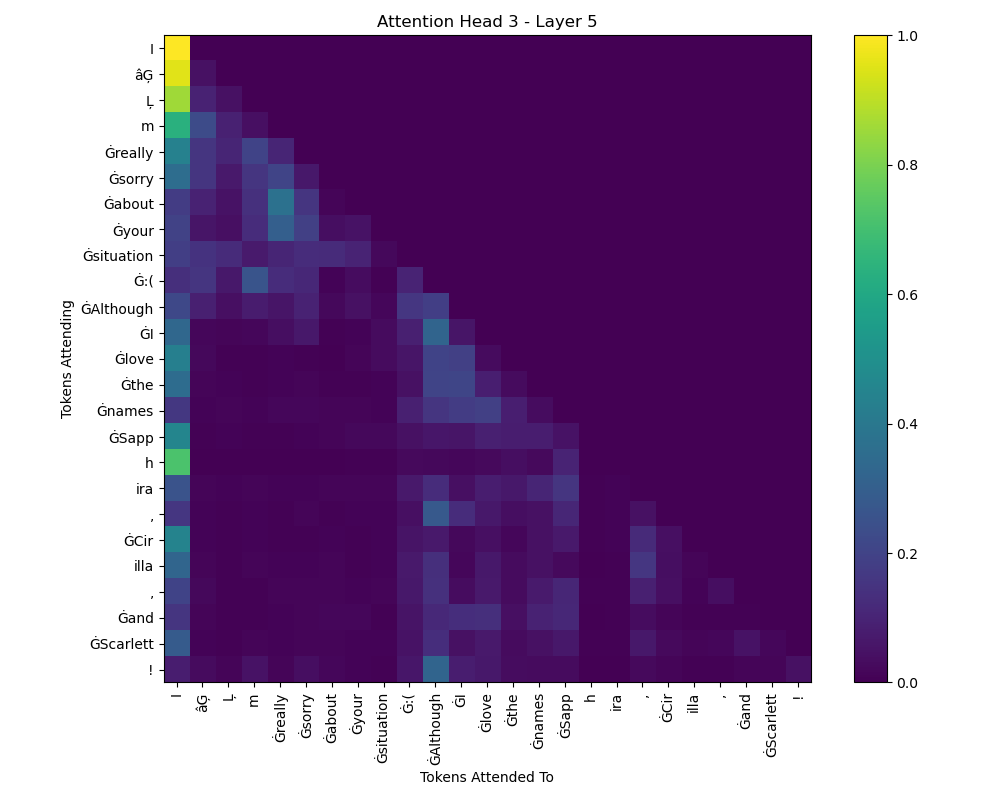 Attention Head 3 - Layer 5
Tokens Attending
I
âĢ
Ļ
m
Ġreally
Ġsorry
Ġabout
Ġyour
Ġsituation
Ġ:(
ĠAlthough
ĠI
Ġlove
Ġthe
Ġnames
ĠSapp
h
ira
,
ĠCir
illa
,
Ġand
ĠScarlett
!
I
âĢ
Ļ
m
Ġreally
Ġsorry
Ġabout
Ġyour
Ġsituation
Ġ:(
ĠAlthough
ĠI
Ġlove
Ġthe
Ġnames
ĠSapp
h
ira
,
ĠCir
illa
,
Ġand
ĠScarlett
!
Tokens Attended To
1.0
0.8
0.6
0.4
0.2
0.0